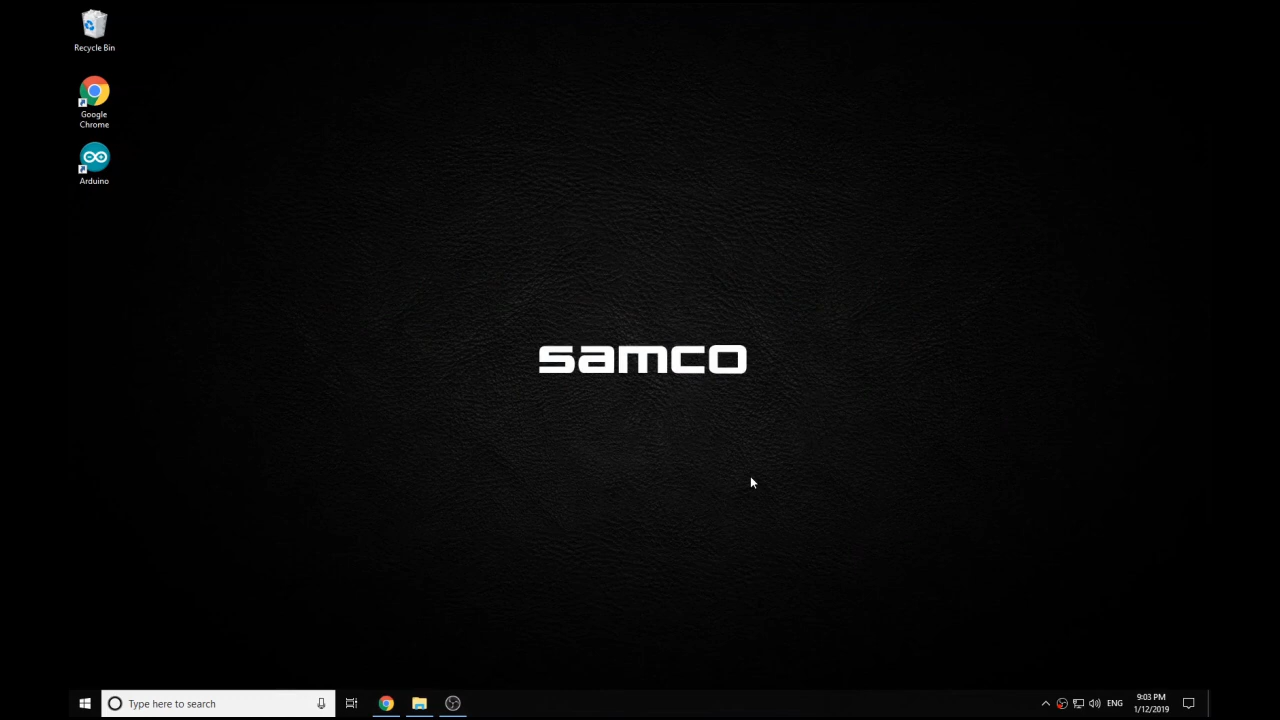 Recycle Bin
Google
Chrome
Arduino
samco
Type here to search
ENG
9:03 PM
1/12/2019